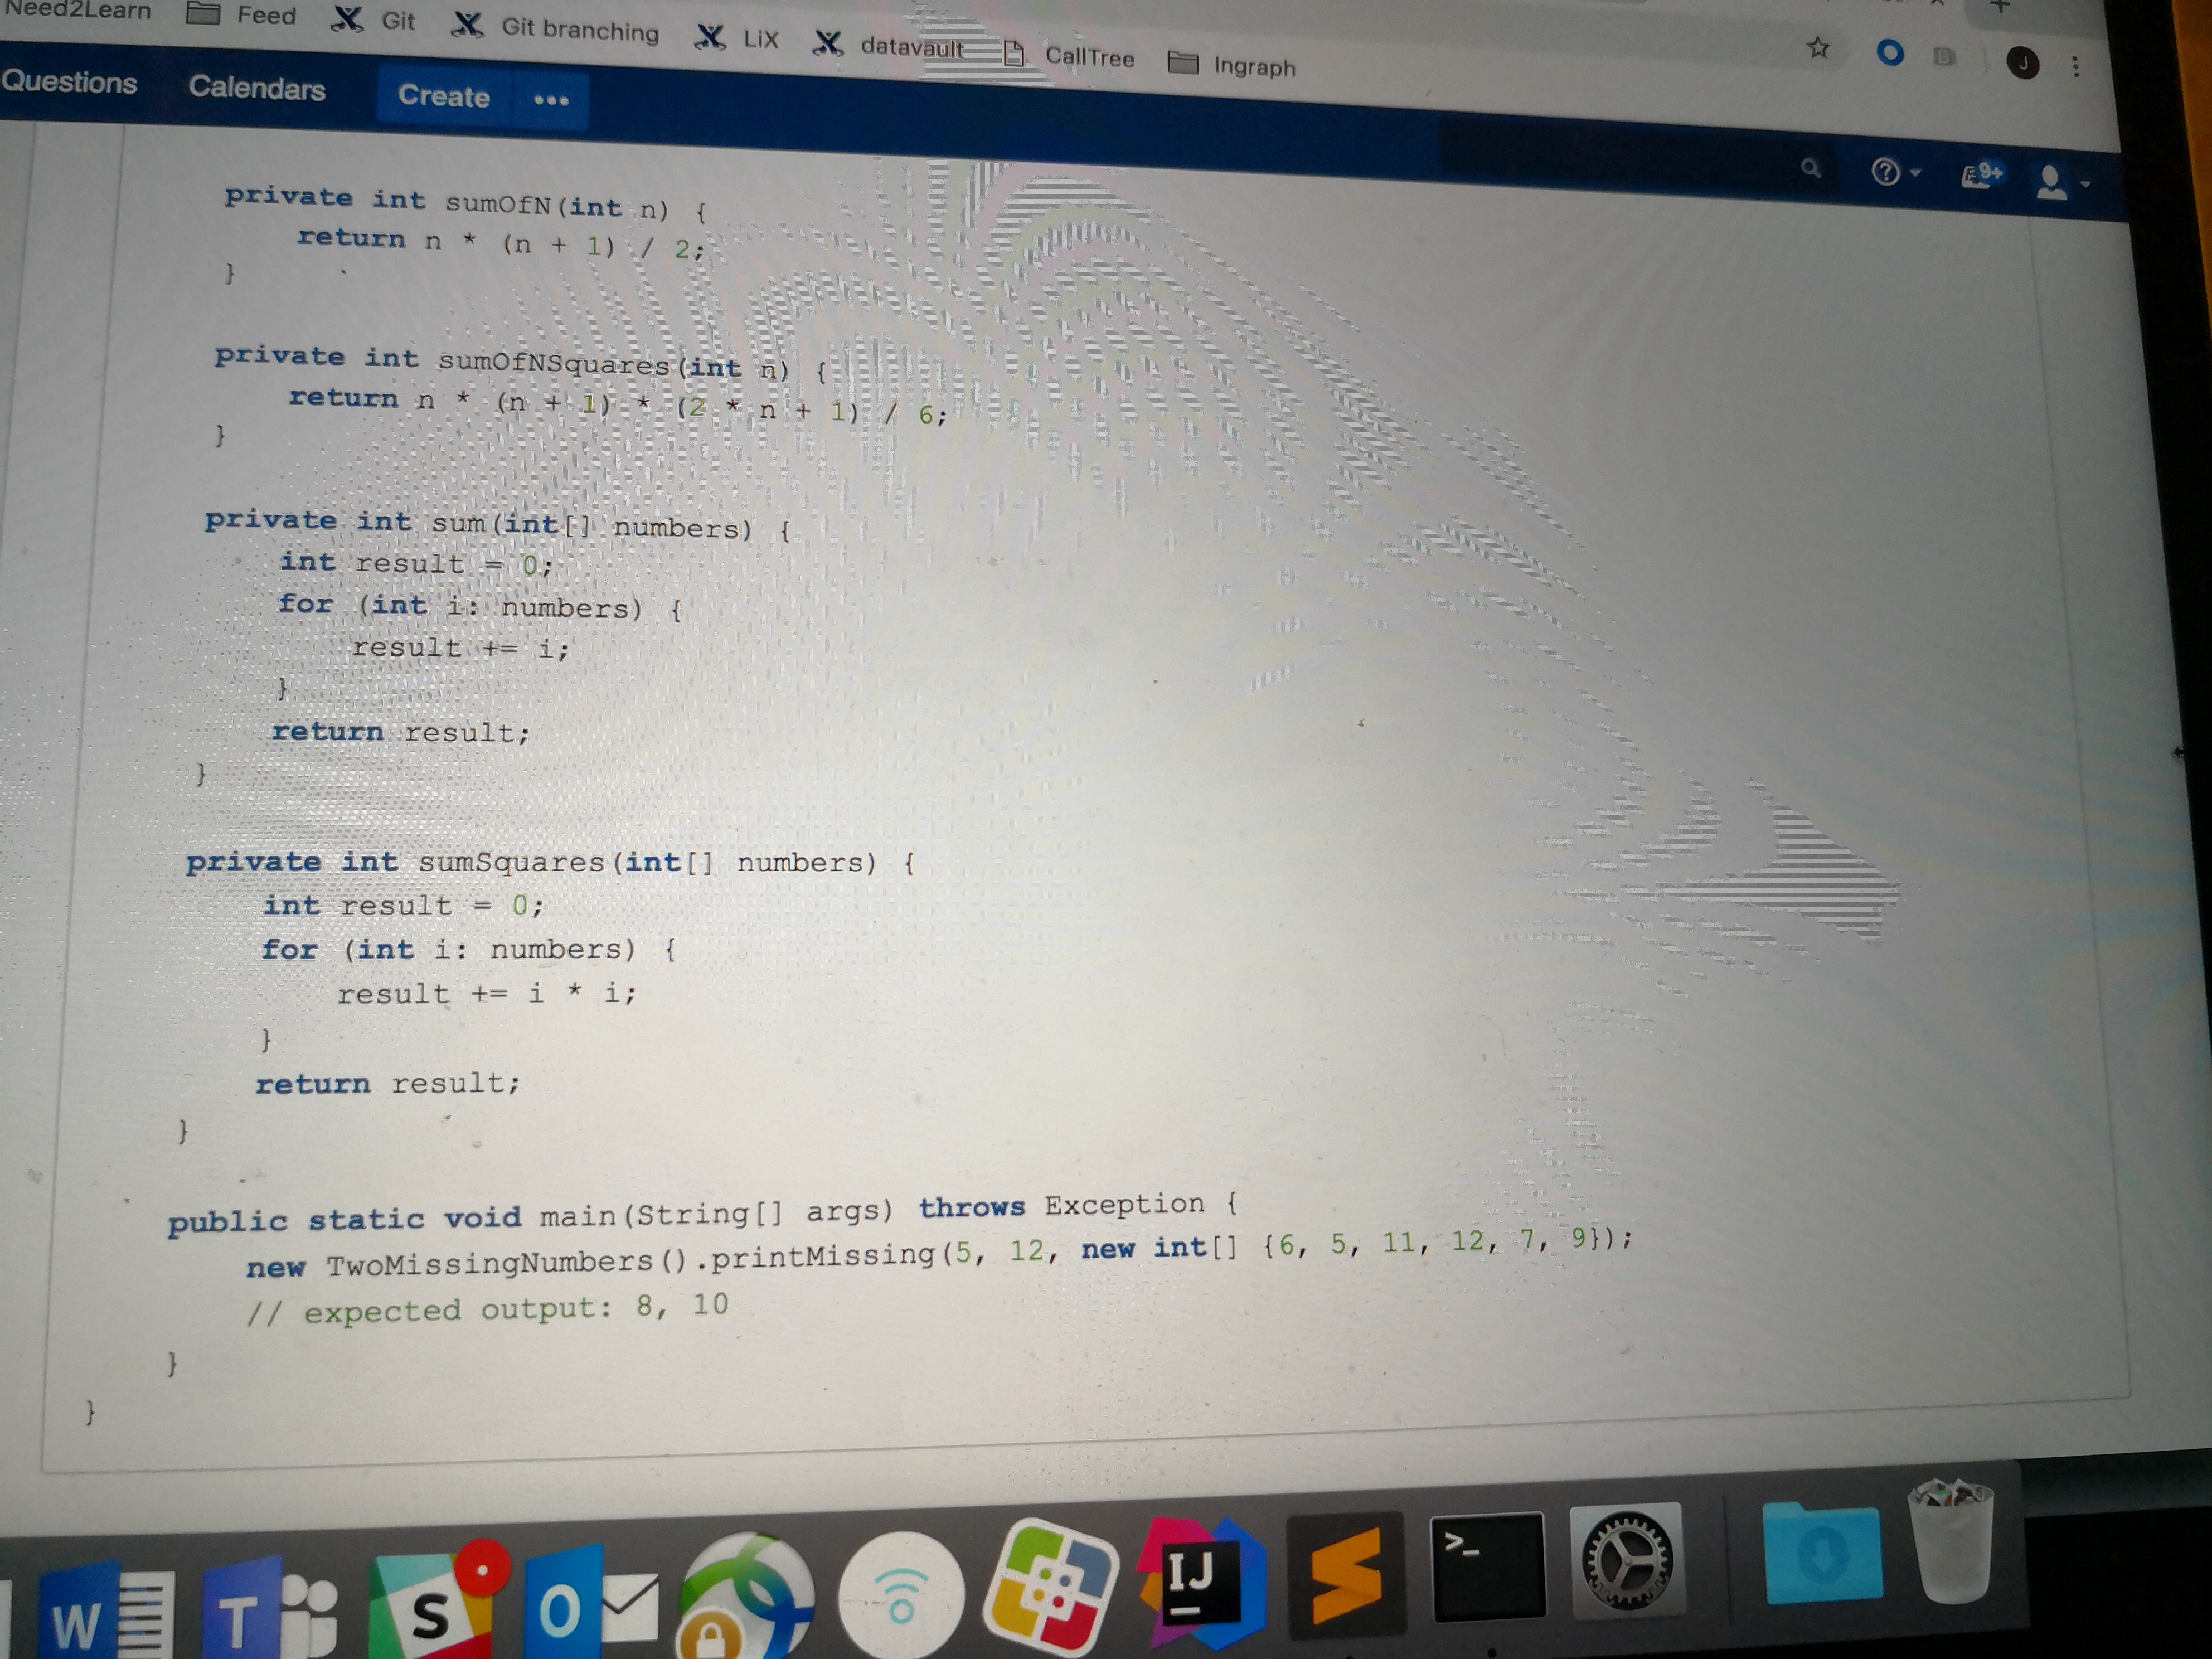 Need2Learn Feed Git Git branching LiX datavault CallTree Ingraph J
Questions Calendars Create ••• ? 9+
private int sumOfN(int n) {
return n * (n + 1) / 2;
}
private int sumOfNSquares(int n) {
return n * (n + 1) * (2 * n + 1) / 6;
}
private int sum(int[] numbers) {
int result = 0;
for (int i: numbers) {
result += i;
}
return result;
}
private int sumSquares(int[] numbers) {
int result = 0;
for (int i: numbers) {
result += i * i;
}
return result;
}
public static void main(String[] args) throws Exception {
new TwoMissingNumbers().printMissing(5, 12, new int[] {6, 5, 11, 12, 7, 9});
// expected output: 8, 10
}
}
W T S O IJ >_